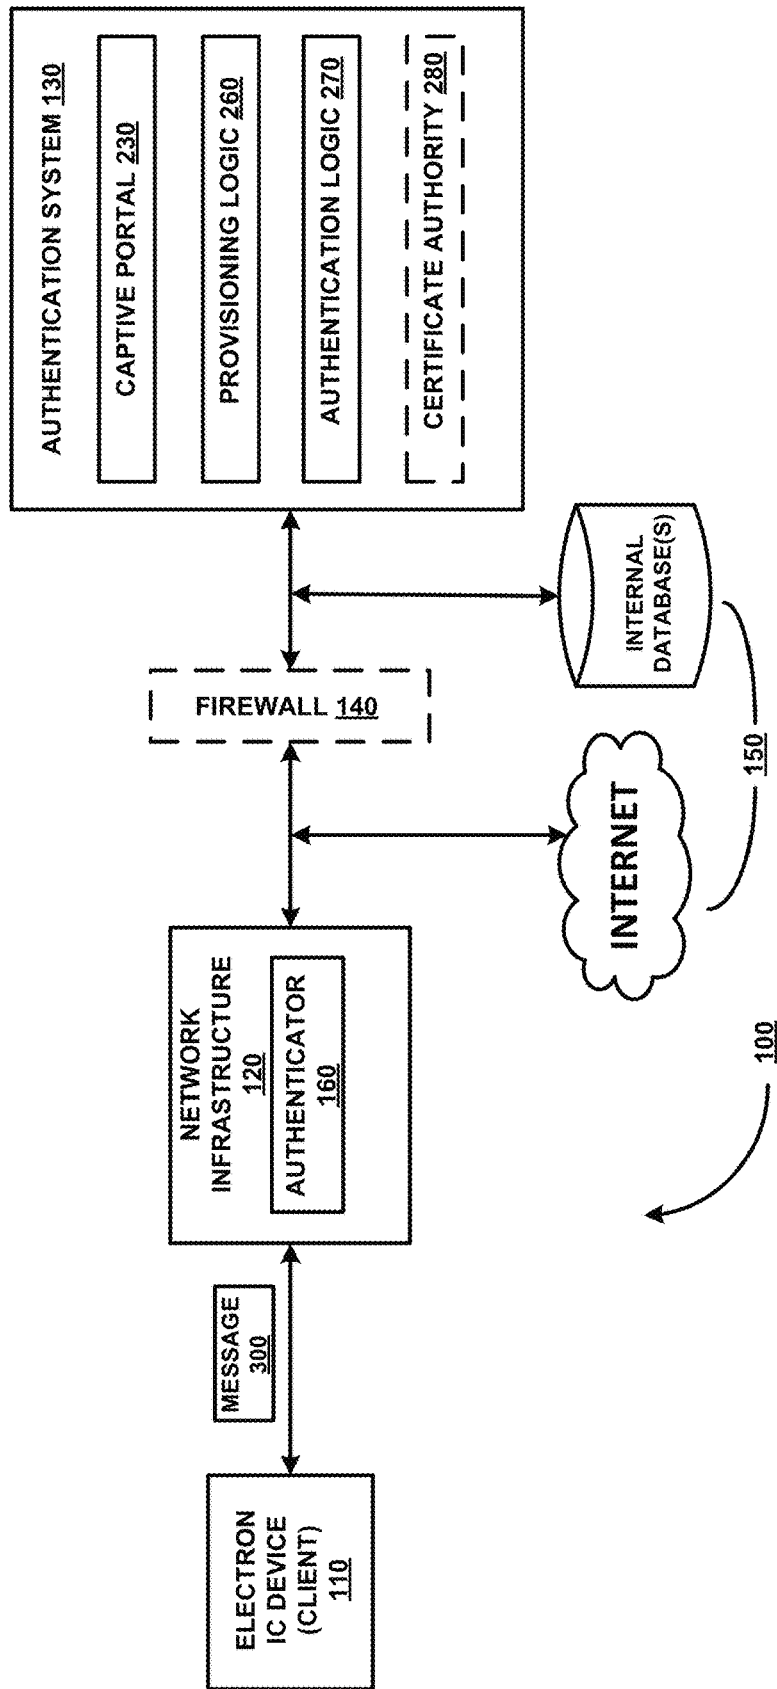 ELECTRON
IC DEVICE
(CLIENT)
110
MESSAGE
300
NETWORK
INFRASTRUCTURE
120
AUTHENTICATOR
160
FIREWALL 140
AUTHENTICATION SYSTEM 130
CAPTIVE PORTAL 230
PROVISIONING LOGIC 260
AUTHENTICATION LOGIC 270
CERTIFICATE AUTHORITY 280
INTERNET
INTERNAL
DATABASE(S)
150
100